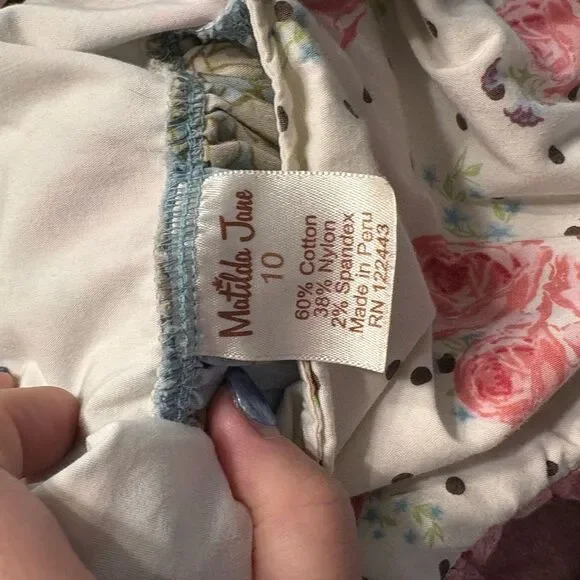 Matilda Jane
10
60% Cotton
38% Nylon
2% Spandex
Made in Peru
RN 122443